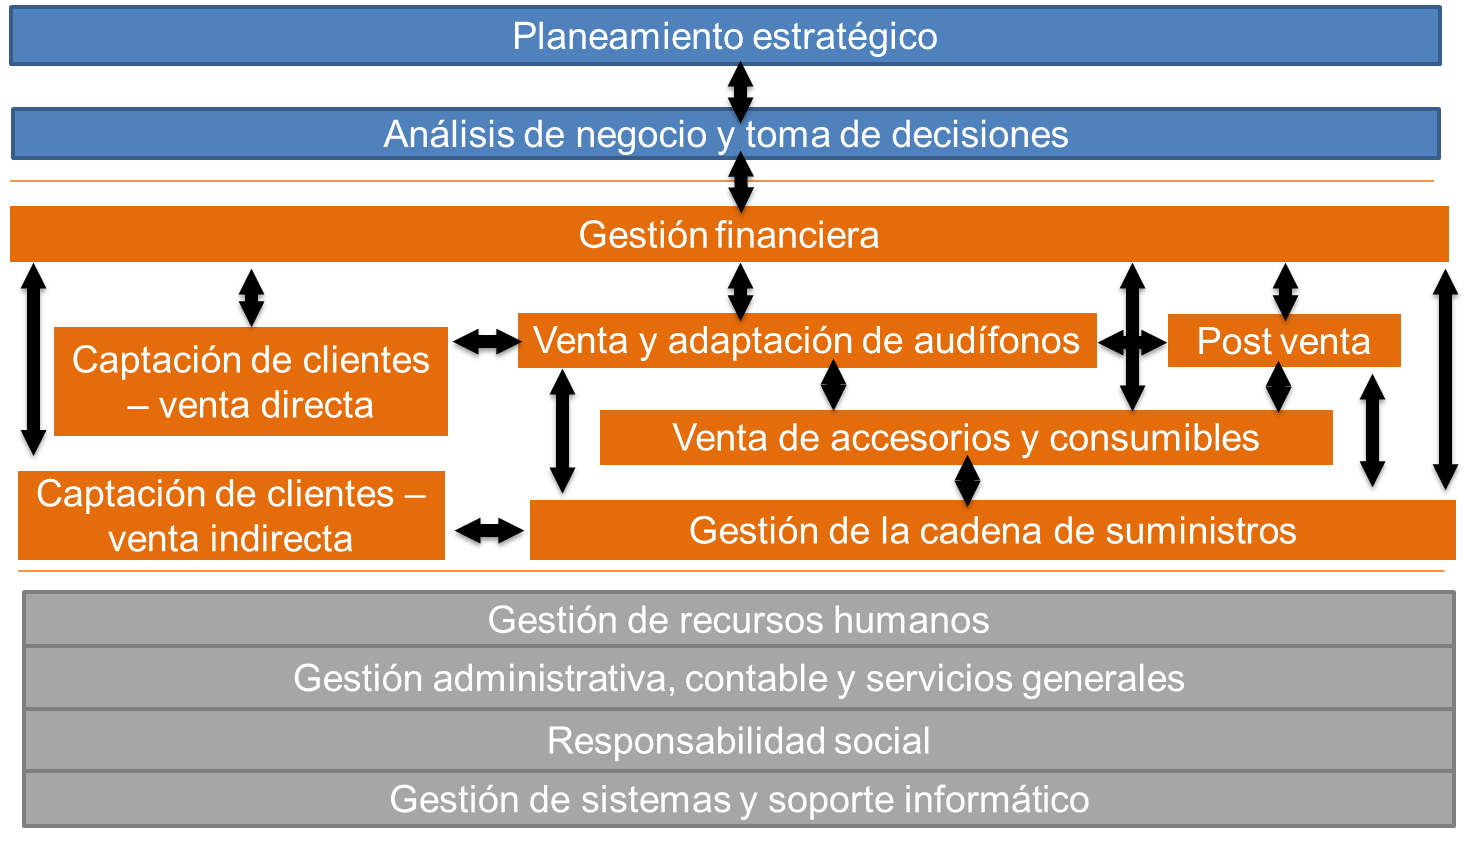 Planeamiento estratégico
Análisis de negocio y toma de decisiones
Gestión financiera
Captación de clientes
– venta directa
Venta y adaptación de audífonos
Post venta
Venta de accesorios y consumibles
Captación de clientes –
venta indirecta
Gestión de la cadena de suministros
Gestión de recursos humanos
Gestión administrativa, contable y servicios generales
Responsabilidad social
Gestión de sistemas y soporte informático